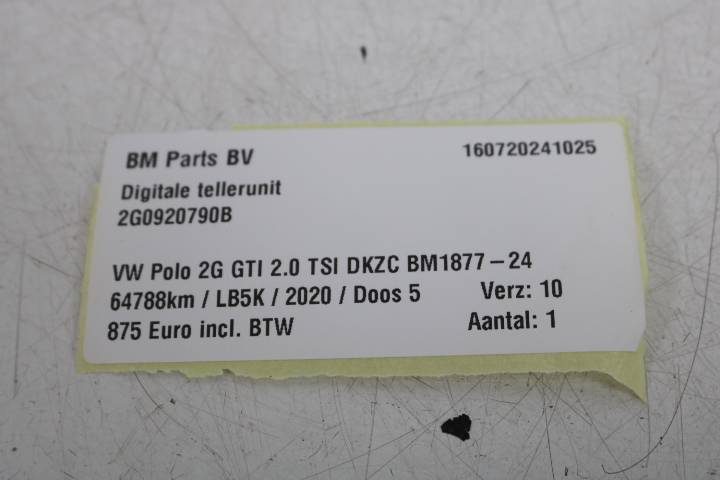 BM Parts BV 160720241025
Digitale tellerunit
2G0920790B
VW Polo 2G GTI 2.0 TSI DKZC BM1877-24
64788km / LB5K / 2020 / Doos 5 Verz: 10
875 Euro incl. BTW Aantal: 1